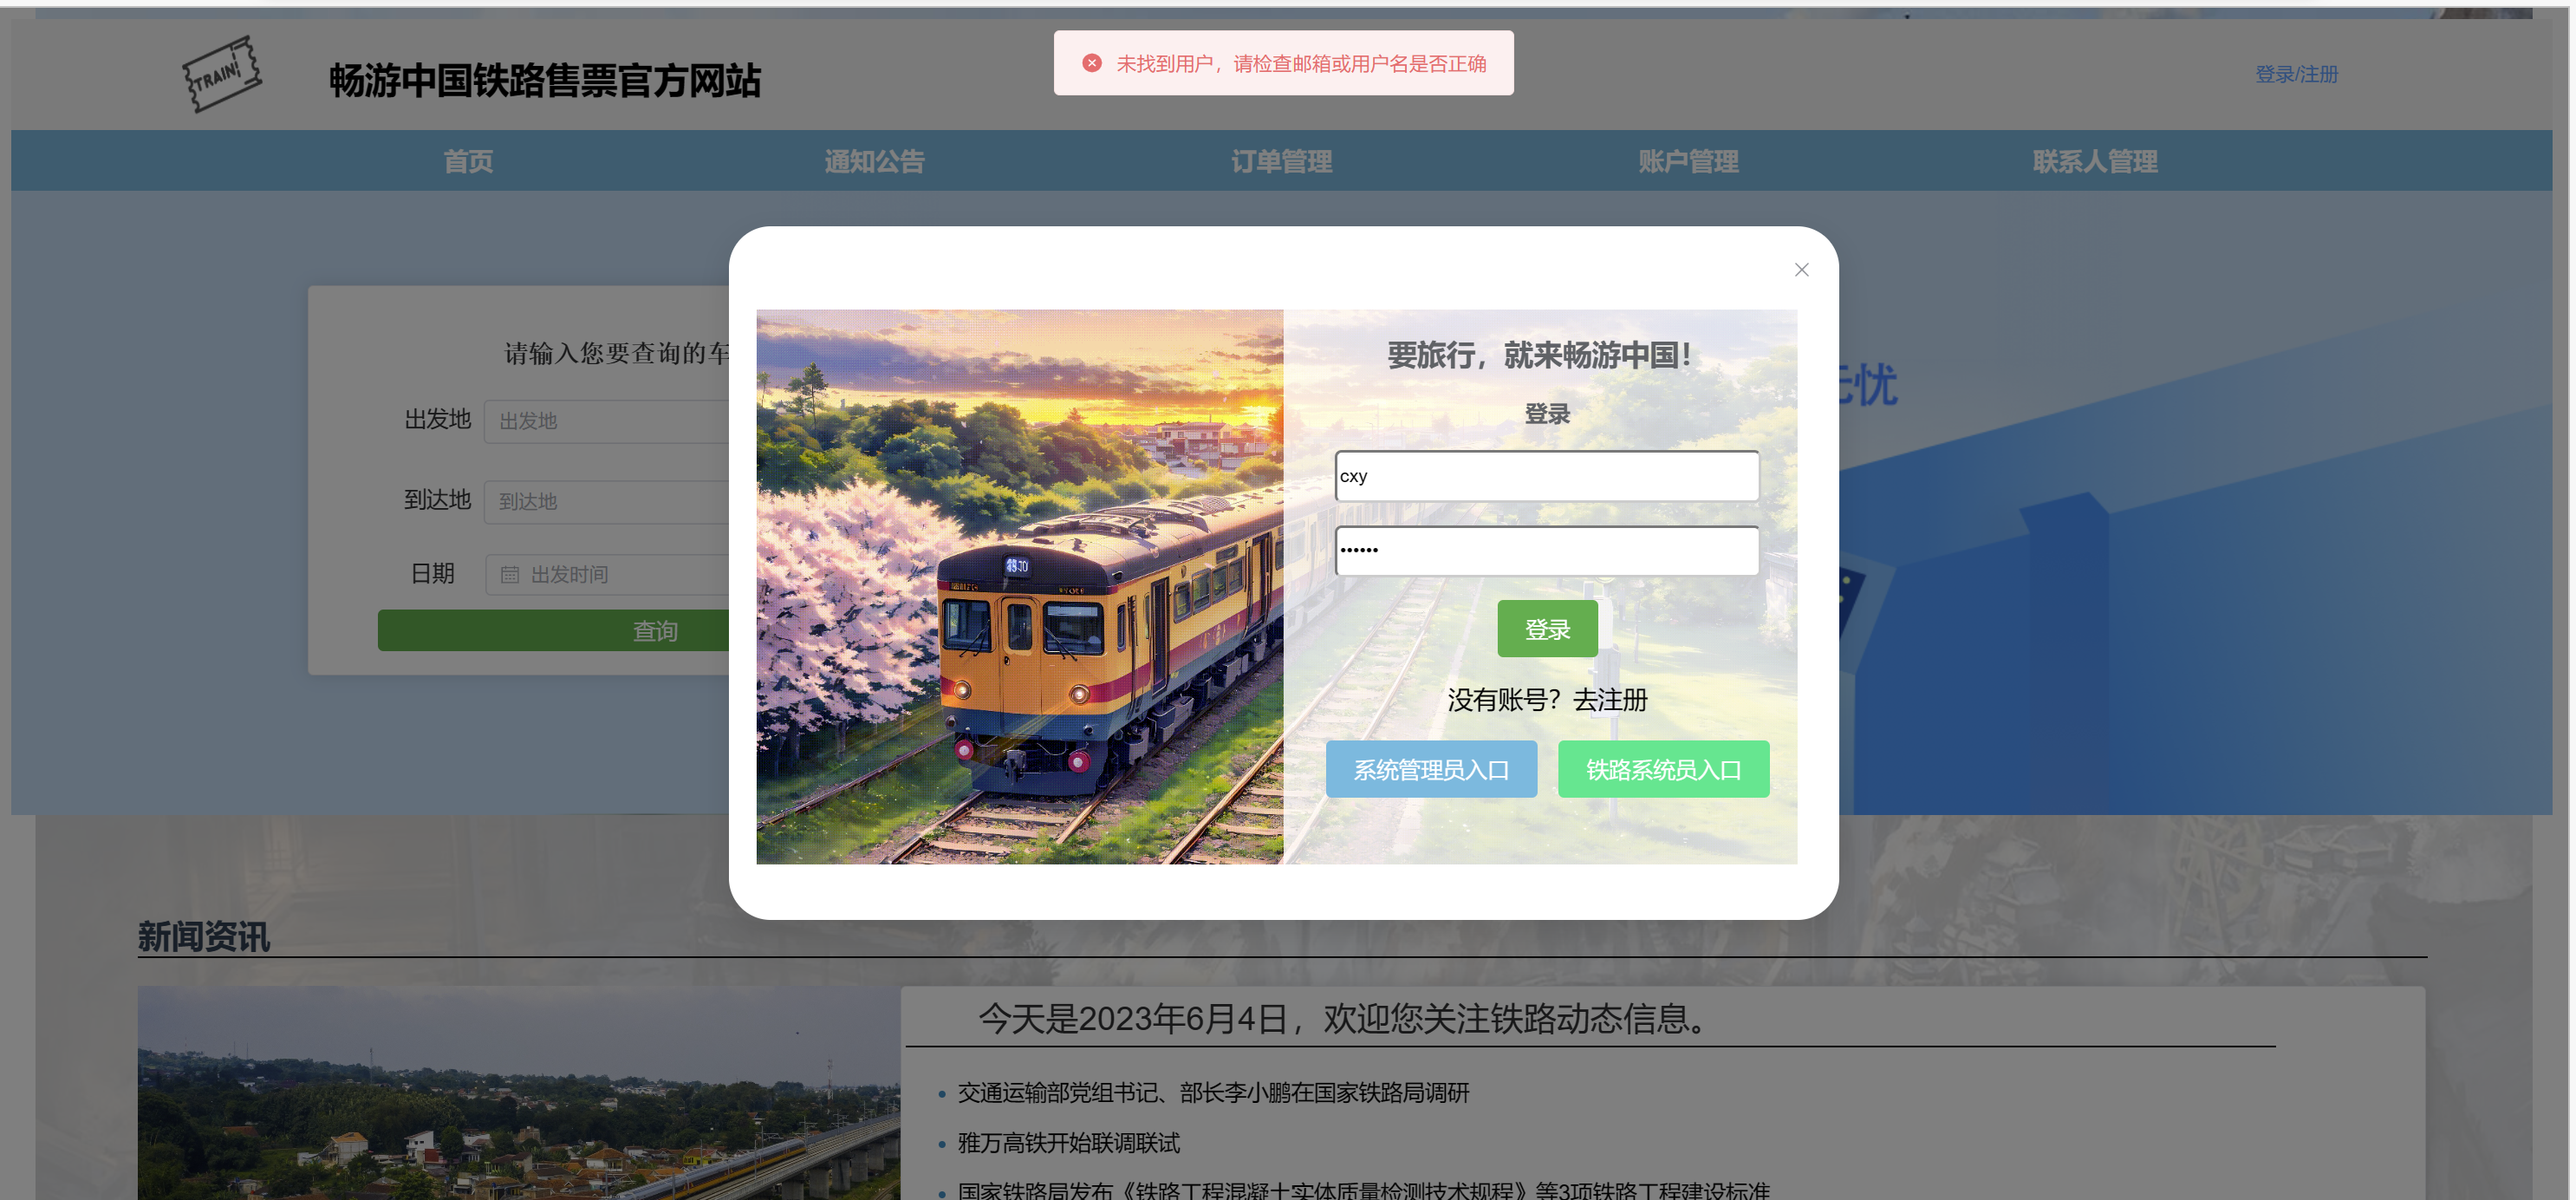 TRAIN!
畅游中国铁路售票官方网站
未找到用户，请检查邮箱或用户名是否正确
登录/注册
首页
通知公告
订单管理
账户管理
联系人管理
请输入您要查询的车
出发地
出发地
到达地
到达地
日期
出发时间
查询
要旅行，就来畅游中国！
登录
cxy
••••••
登录
没有账号？去注册
系统管理员入口
铁路系统员入口
忧
新闻资讯
今天是2023年6月4日，欢迎您关注铁路动态信息。
交通运输部党组书记、部长李小鹏在国家铁路局调研
雅万高铁开始联调联试
国家铁路局发布《铁路工程混凝土实体质量检测技术规程》等3项铁路工程建设标准